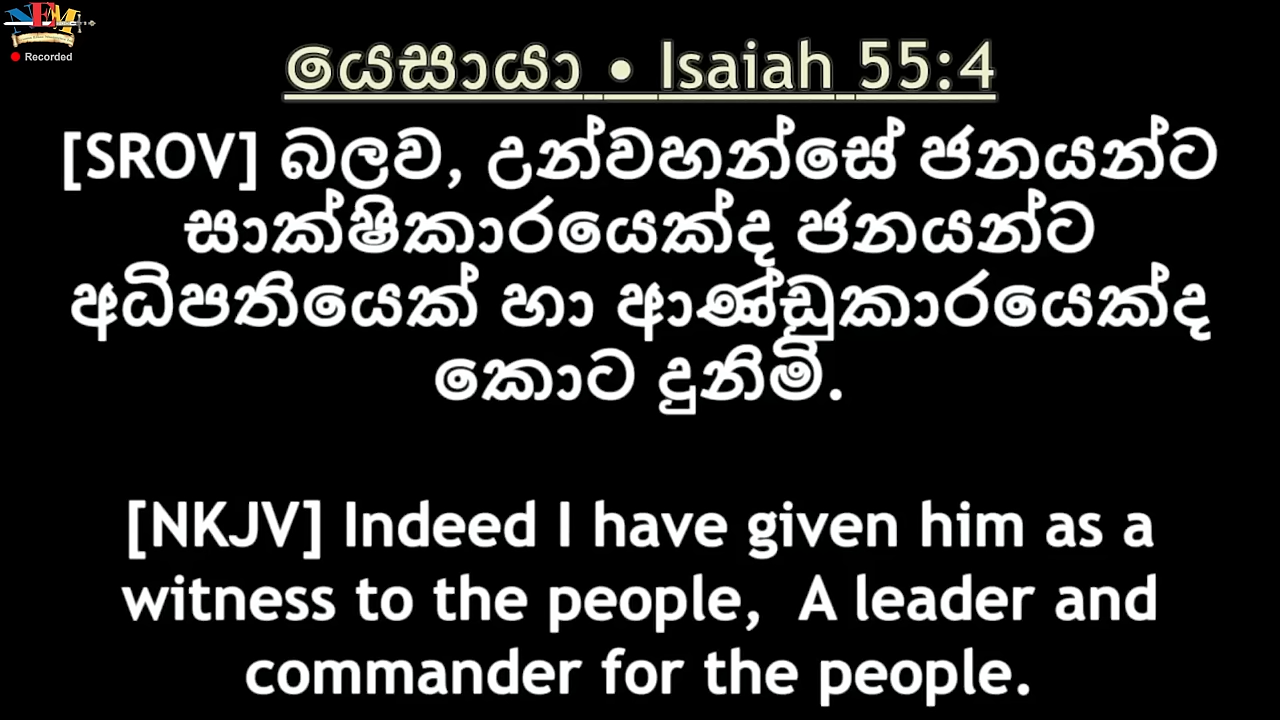 NEM
Recorded
යෙසායා • Isaiah 55:4
[SROV] බලව, උන්වහන්සේ ජනයන්ට
සාක්ෂිකාරයෙක්ද ජනයන්ට
අධිපතියෙක් හා ආණ්ඩුකාරයෙක්ද
කොට දුනිමි.
[NKJV] Indeed I have given him as a
witness to the people, A leader and
commander for the people.